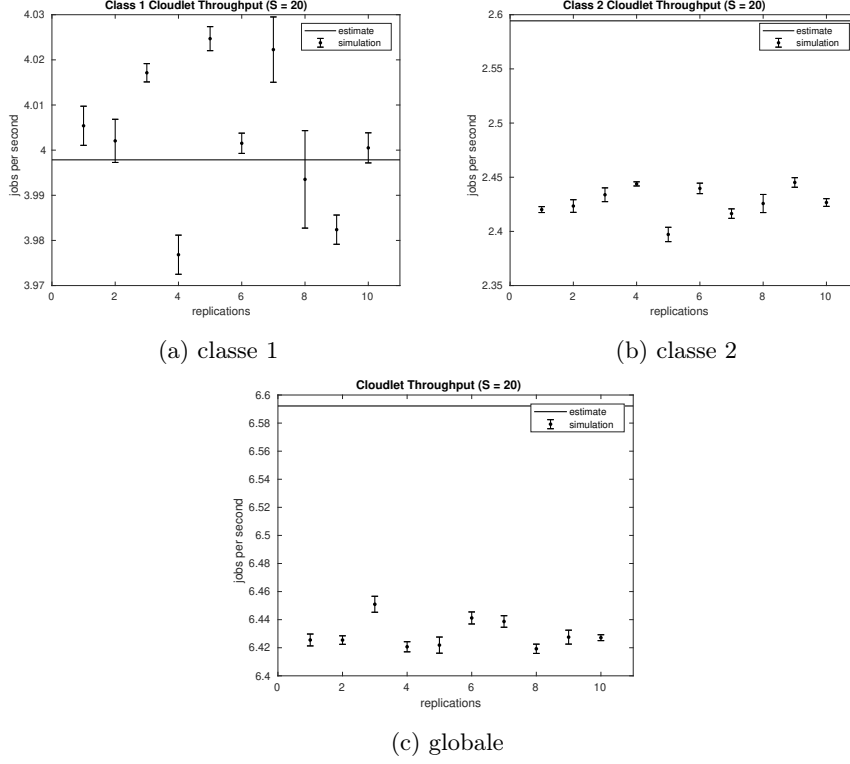 Class 1 Cloudlet Throughput (S = 20)
4.03
4.02
4.01
4
3.99
3.98
3.97
jobs per second
estimate
simulation
0 2 4 6 8 10
replications
(a) classe 1
Class 2 Cloudlet Throughput (S = 20)
2.6
2.55
2.5
2.45
2.4
2.35
jobs per second
estimate
simulation
0 2 4 6 8 10
replications
(b) classe 2
Cloudlet Throughput (S = 20)
6.6
6.58
6.56
6.54
6.52
6.5
6.48
6.46
6.44
6.42
6.4
jobs per second
estimate
simulation
0 2 4 6 8 10
replications
(c) globale